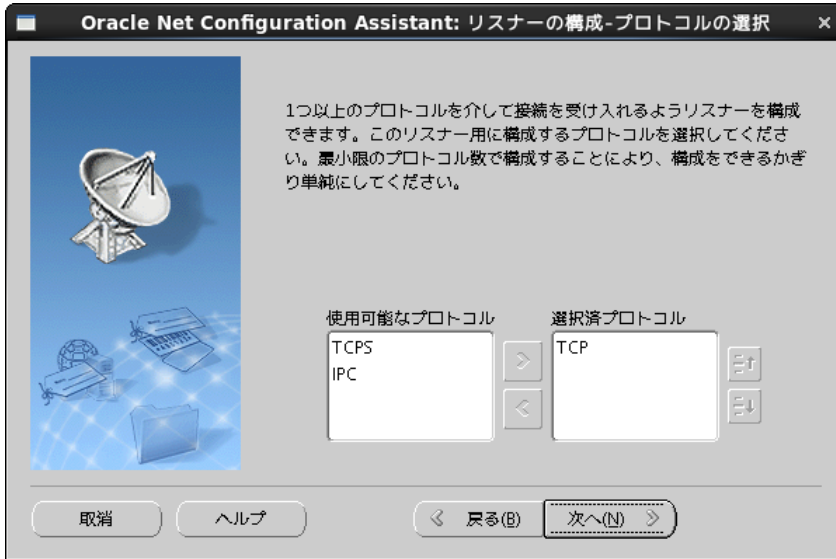 Oracle Net Configuration Assistant: リスナーの構成-プロトコルの選択
1つ以上のプロトコルを介して接続を受け入れるようリスナーを構成
できます。このリスナー用に構成するプロトコルを選択してくださ
い。最小限のプロトコル数で構成することにより、構成をできるかぎ
り単純にしてください。
使用可能なプロトコル
TCPS
IPC
選択済プロトコル
TCP
取消
ヘルプ
戻る(B)
次へ(N)